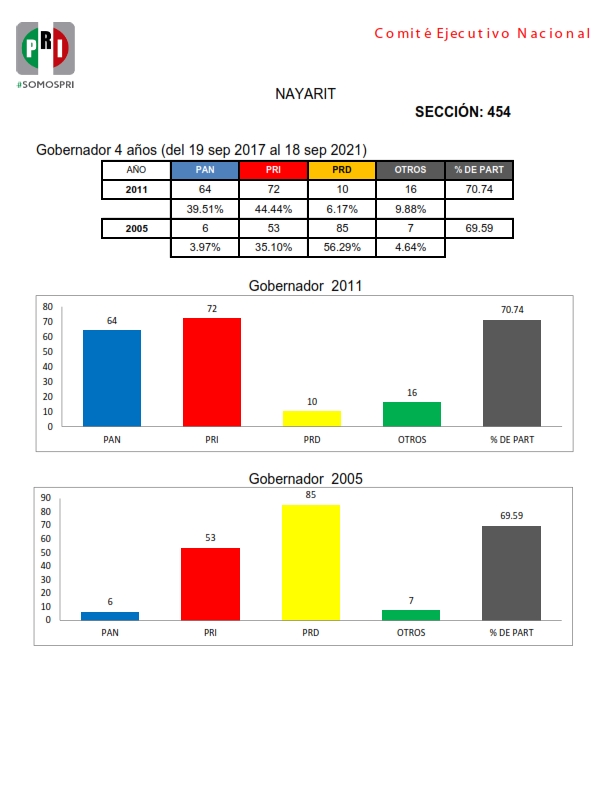 PRI
#SOMOSPRI
Comité Ejecutivo Nacional
NAYARIT
SECCIÓN: 454
Gobernador 4 años (del 19 sep 2017 al 18 sep 2021)
AÑO PAN PRI PRD OTROS % DE PART
2011 64 72 10 16 70.74
39.51% 44.44% 6.17% 9.88%
2005 6 53 85 7 69.59
3.97% 35.10% 56.29% 4.64%
Gobernador 2011
80
70
60
50
40
30
20
10
0
64 72 10 16 70.74
PAN PRI PRD OTROS % DE PART
Gobernador 2005
90
80
70
60
50
40
30
20
10
0
6 53 85 7 69.59
PAN PRI PRD OTROS % DE PART